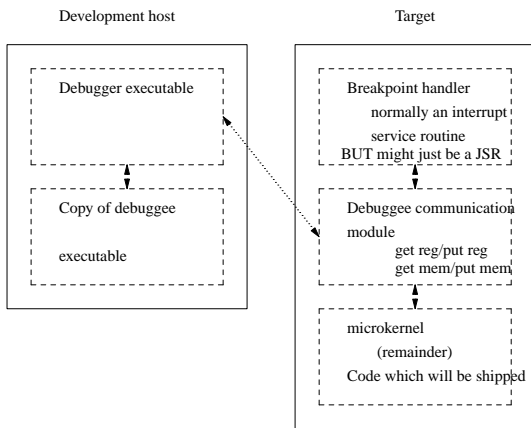 Development host
Debugger executable
Copy of debuggee
executable
Target
Breakpoint handler
normally an interrupt
service routine
BUT might just be a JSR
Debuggee communication
module
get reg/put reg
get mem/put mem
microkernel
(remainder)
Code which will be shipped